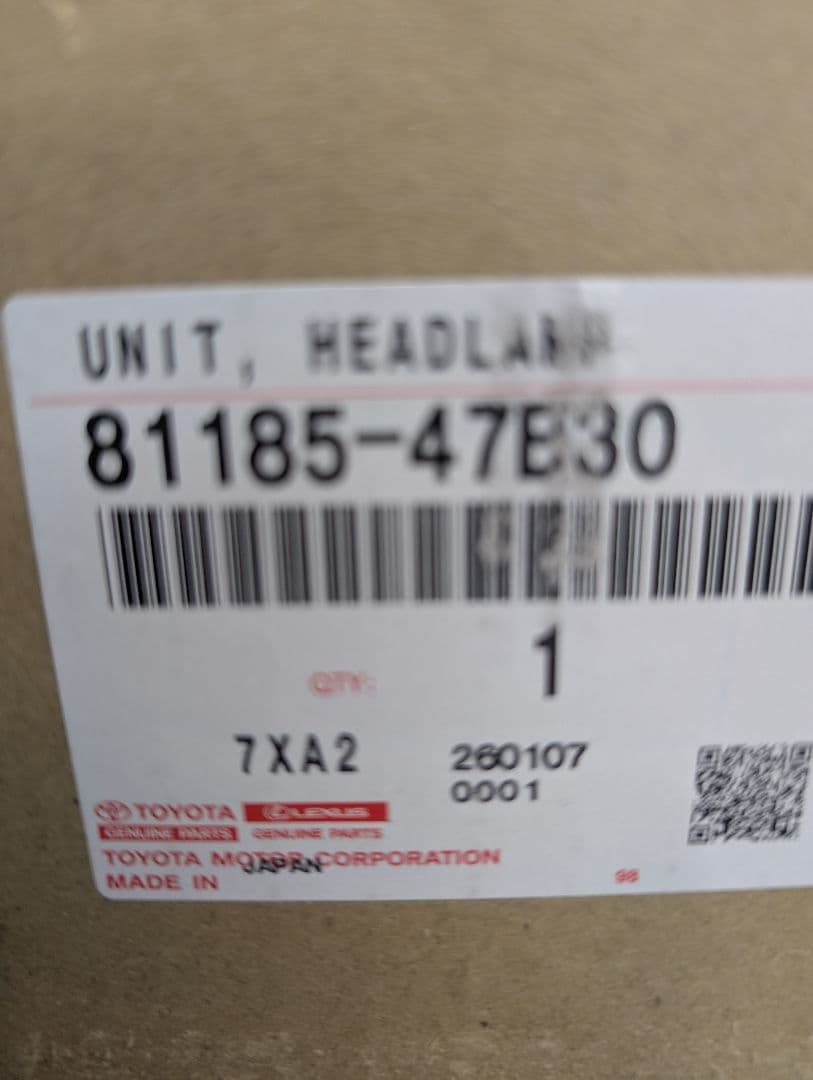 UNIT, HEADLAMP
81185-47B30
QTY: 1
7XA2 260107
0001
TOYOTA LEXUS
GENUINE PARTS GENUINE PARTS
TOYOTA MOTOR CORPORATION
MADE IN JAPAN
98